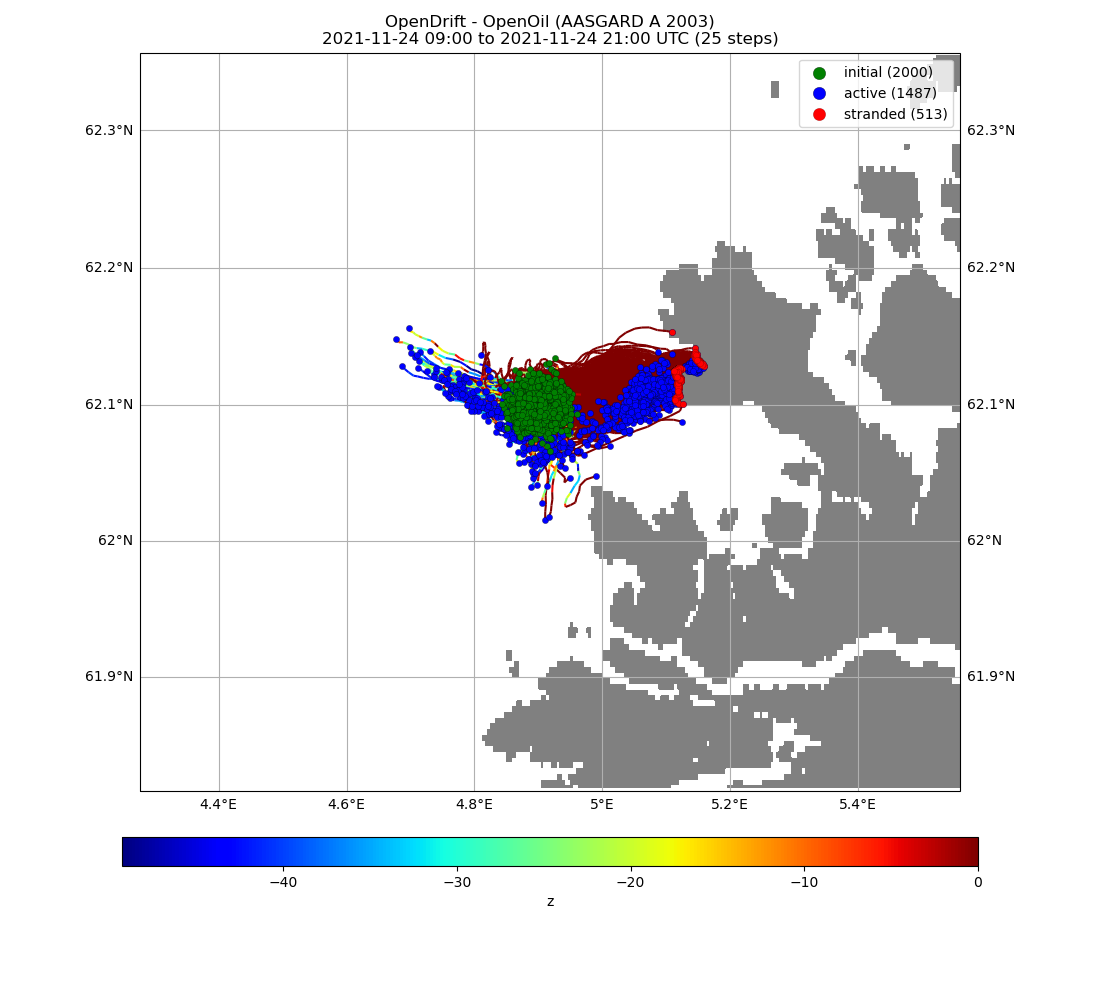 OpenDrift - OpenOil (AASGARD A 2003)
2021-11-24 09:00 to 2021-11-24 21:00 UTC (25 steps)
initial (2000)
active (1487)
stranded (513)
62.3°N
62.3°N
62.2°N
62.2°N
62.1°N
62.1°N
62°N
62°N
61.9°N
61.9°N
4.4°E 4.6°E 4.8°E 5°E 5.2°E 5.4°E
−40 −30 −20 −10 0
z